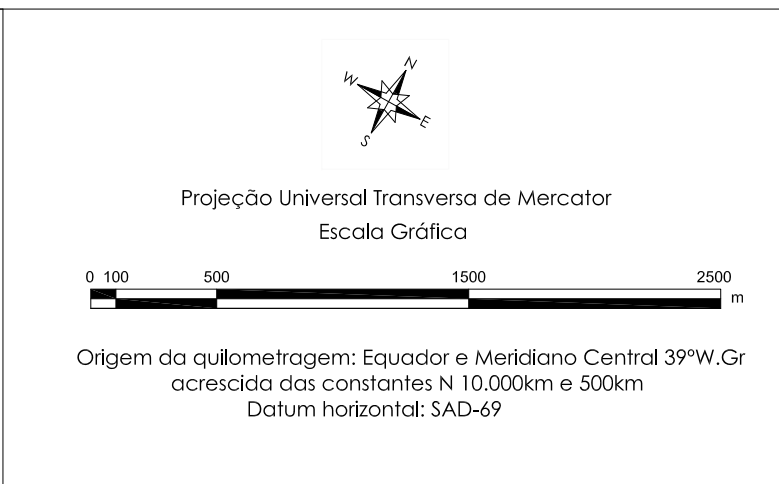 N
W
E
S
Projeção Universal Transversa de Mercator
Escala Gráfica
0 100 500 1500 2500
m
Origem da quilometragem: Equador e Meridiano Central 39ºW.Gr
acrescida das constantes N 10.000km e 500km
Datum horizontal: SAD-69